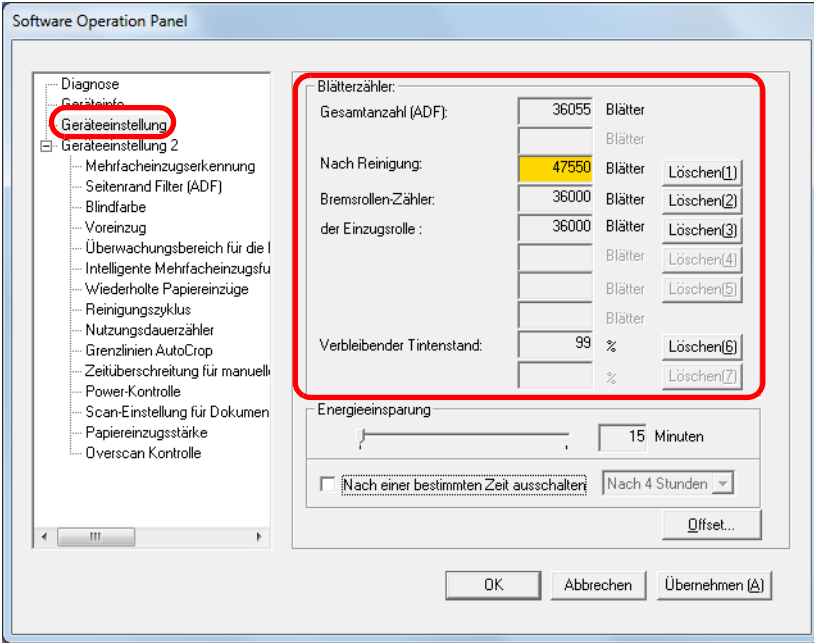 Software Operation Panel
Diagnose
Geräteinfo
Geräteeinstellung
Geräteeinstellung 2
Mehrfacheinzugserkennung
Seitenrand Filter (ADF)
Blindfarbe
Voreinzug
Überwachungsbereich für die
Intelligente Mehrfacheinzugsfu
Wiederholte Papiereinzüge
Reinigungszyklus
Nutzungsdauerzähler
Grenzlinien AutoCrop
Zeitüberschreitung für manuell
Power-Kontrolle
Scan-Einstellung für Dokumen
Papiereinzugsstärke
Overscan Kontrolle
Blätterzähler:
Gesamtanzahl (ADF): 36055 Blätter
Blätter
Nach Reinigung: 47550 Blätter Löschen(1)
Bremsrollen-Zähler: 36000 Blätter Löschen(2)
der Einzugsrolle : 36000 Blätter Löschen(3)
Blätter Löschen(4)
Blätter Löschen(5)
Blätter
Verbleibender Tintenstand: 99 % Löschen(6)
% Löschen(7)
Energieeinsparung
15 Minuten
Nach einer bestimmten Zeit ausschalten Nach 4 Stunden
Offset...
OK Abbrechen Übernehmen (A)